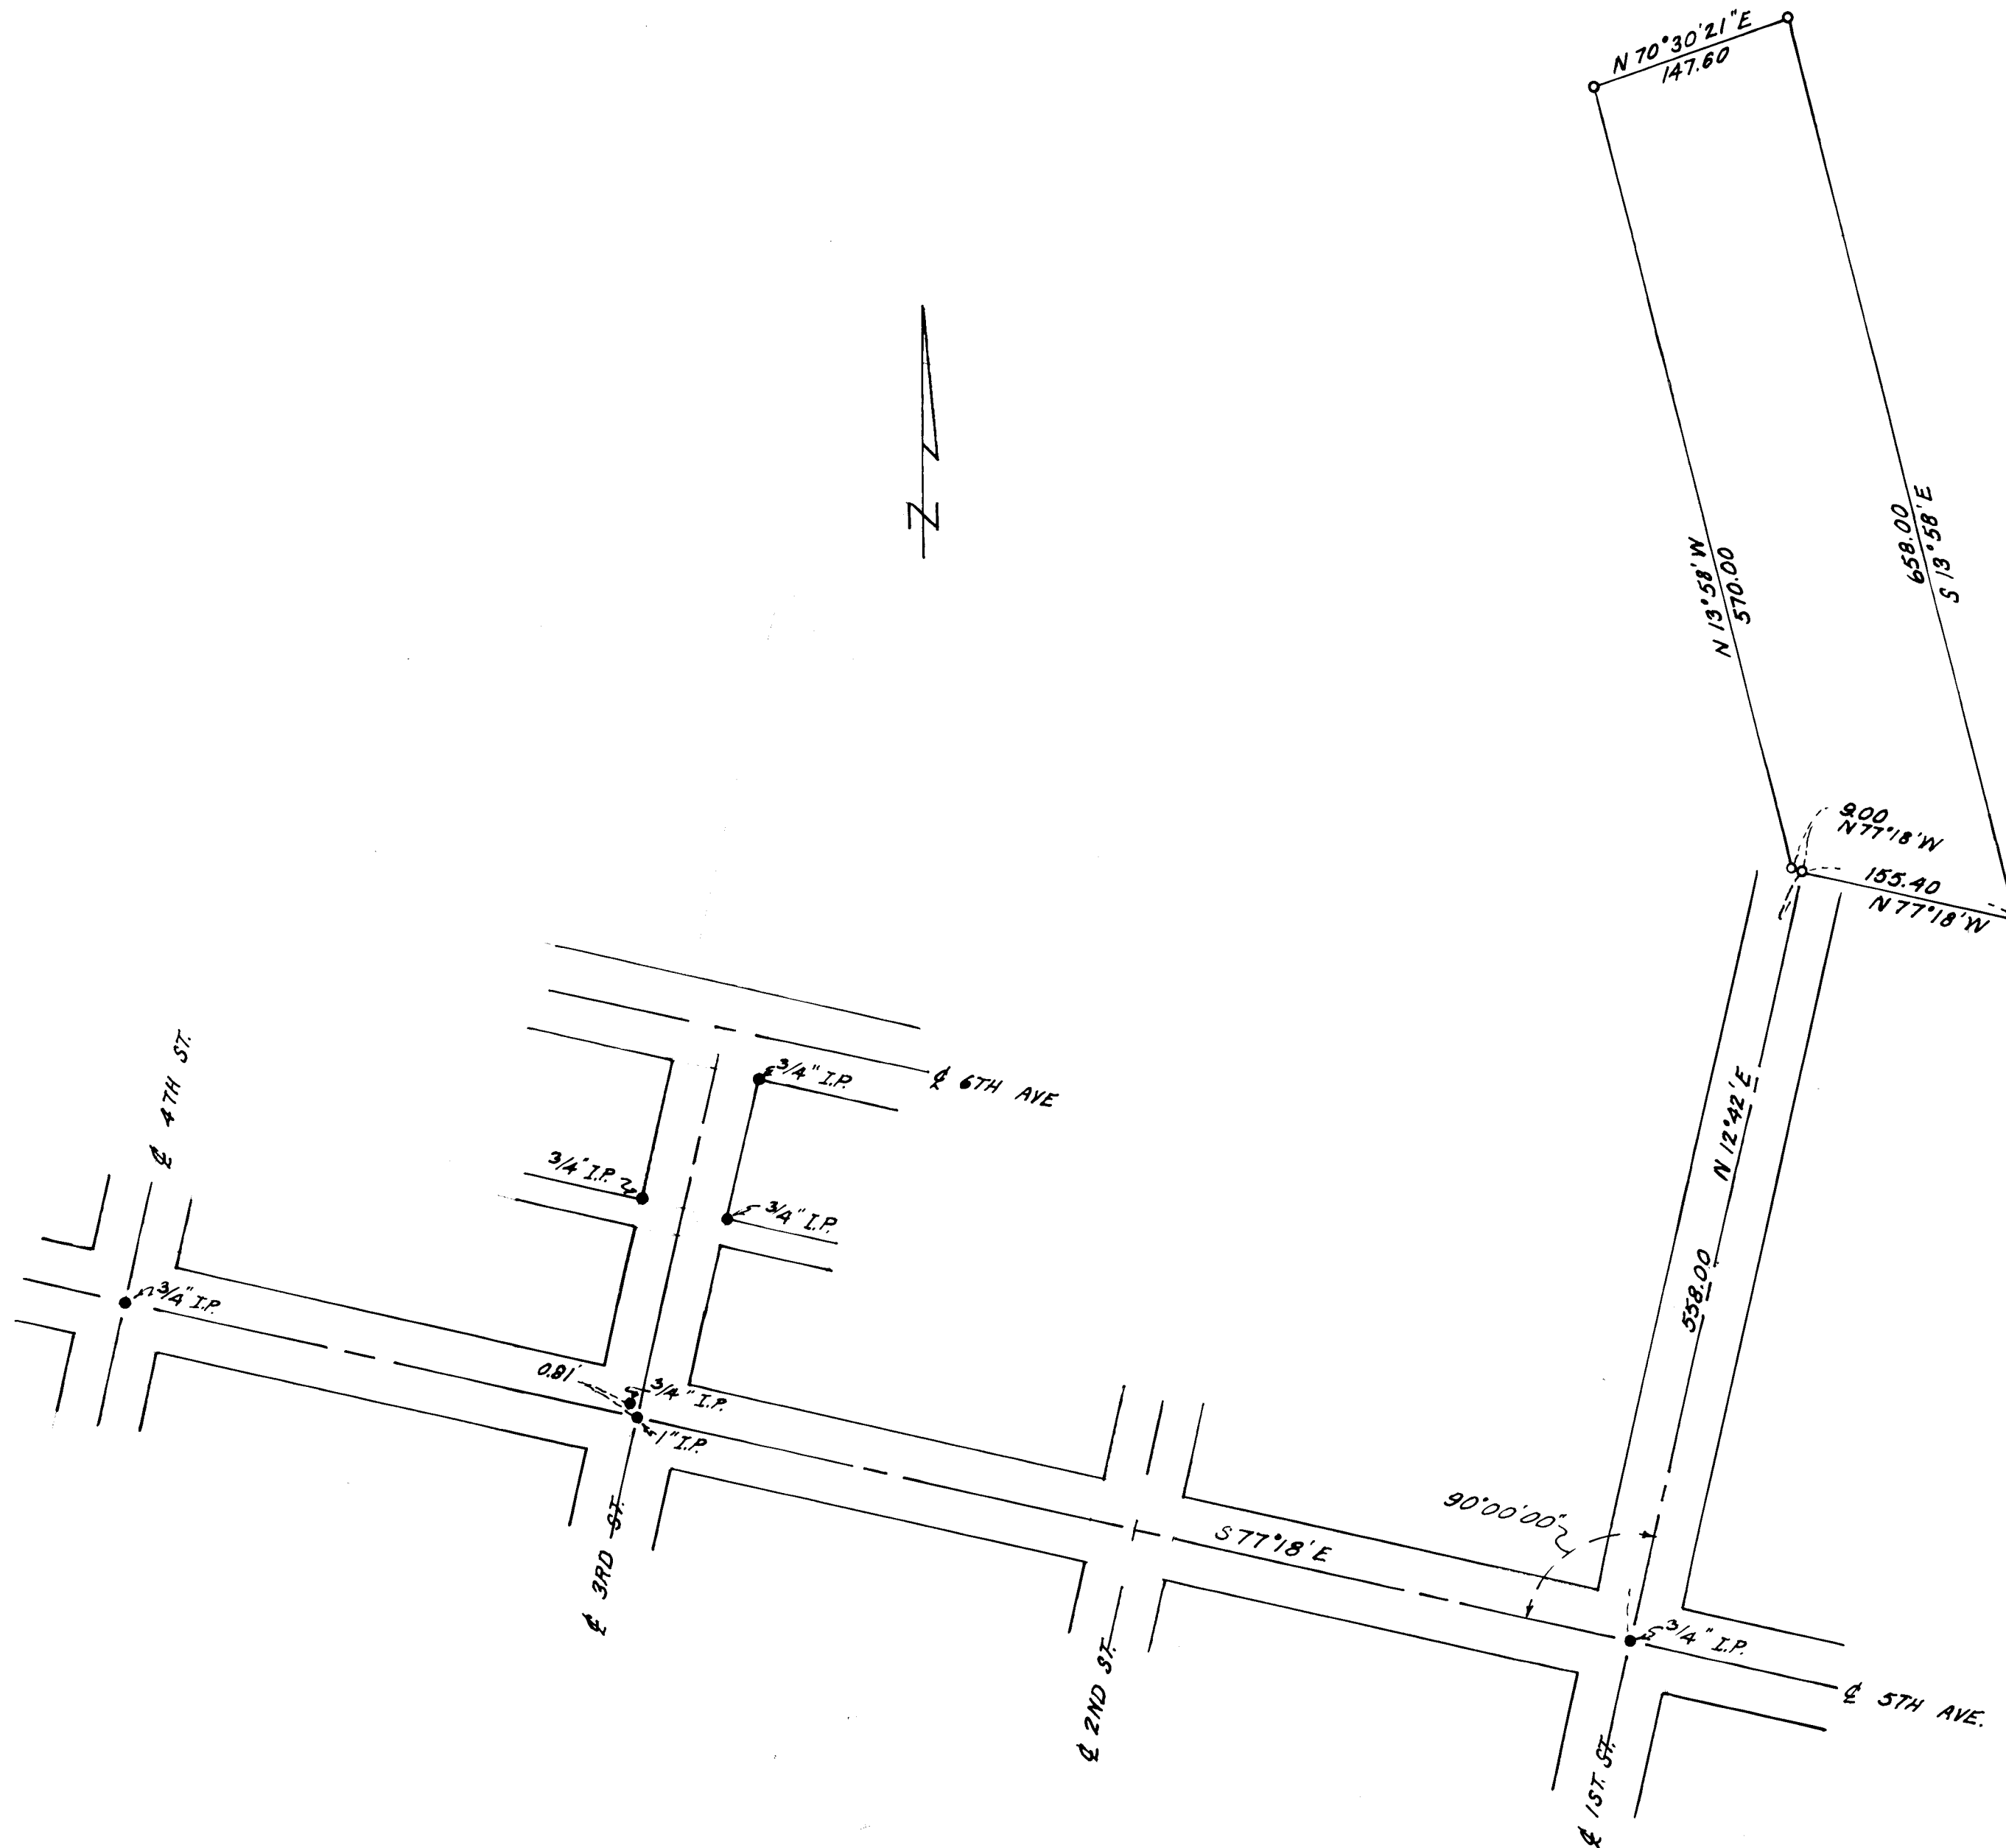 N 70°30'21"E
147.60
N 13°58'W
570.00
658.00
S 13°58'E
9.00
N 77°18'W
155.40
N 77°18'W
N
℄ 6TH AVE
3/4" I.P.
3/4" I.P.
3/4" I.P.
℄ 4TH ST.
3/4" I.P.
0.81'
3/4" I.P.
1" I.P.
℄ 3RD ST.
N 12°42'E
558.00
90°00'00"
S 77°18'E
3/4" I.P.
℄ 5TH AVE.
℄ 2ND ST.
℄ 1ST. ST.